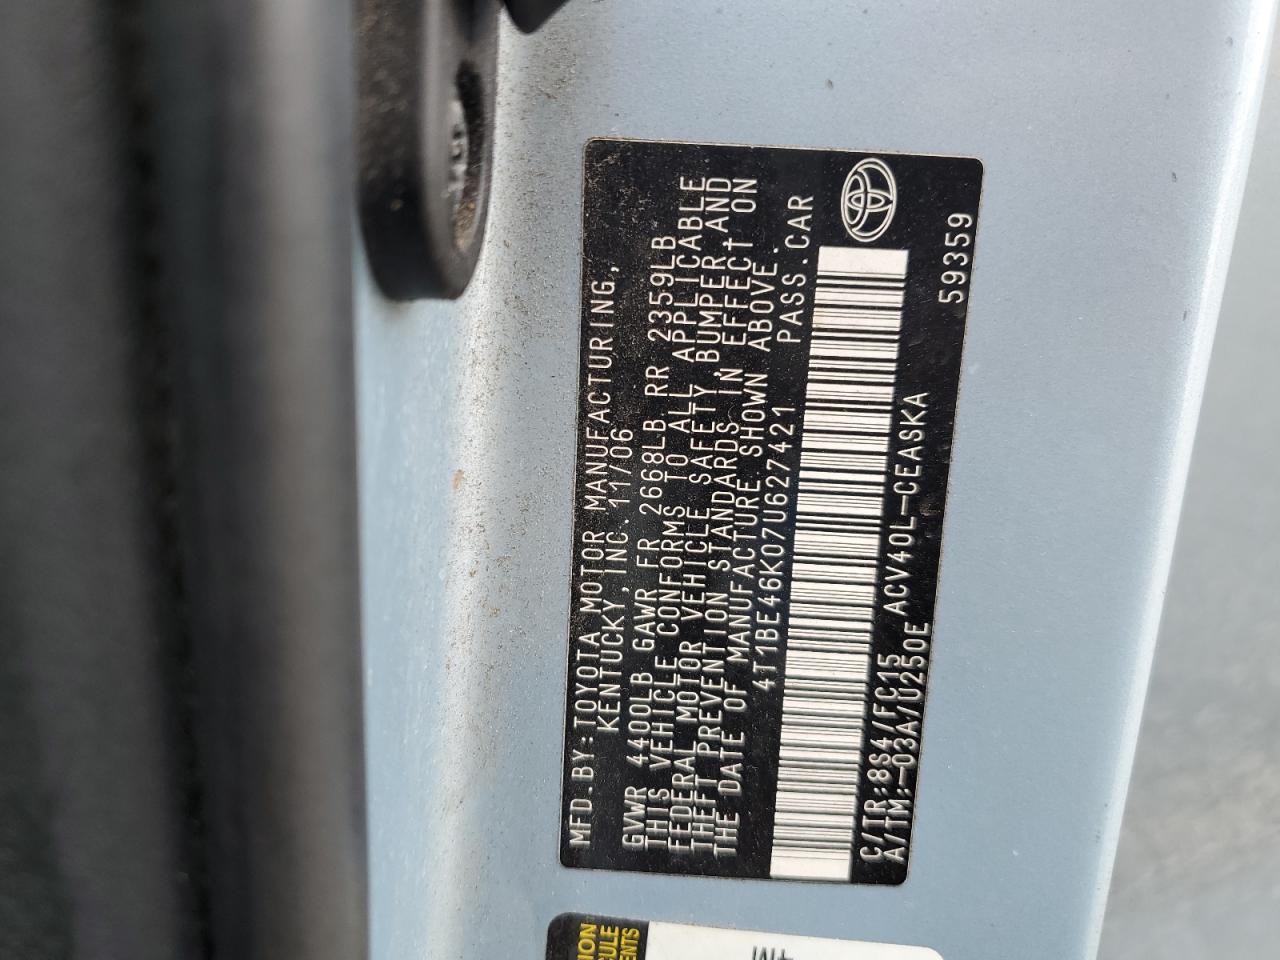 MFD.BY:TOYOTA MOTOR MANUFACTURING,
KENTUCKY, INC. 11/06
GVWR 4400LB GAWR FR 2668LB RR 2359LB
THIS VEHICLE CONFORMS TO ALL APPLICABLE
FEDERAL MOTOR VEHICLE SAFETY,BUMPER,AND
THEFT PREVENTION STANDARDS IN EFFECT ON
THE DATE OF MANUFACTURE SHOWN ABOVE.
4T1BE46K07U627421 PASS.CAR
C/TR:8S4/FC15 ACV40L-CEASKA
A/TM:-03A/U250E 59359